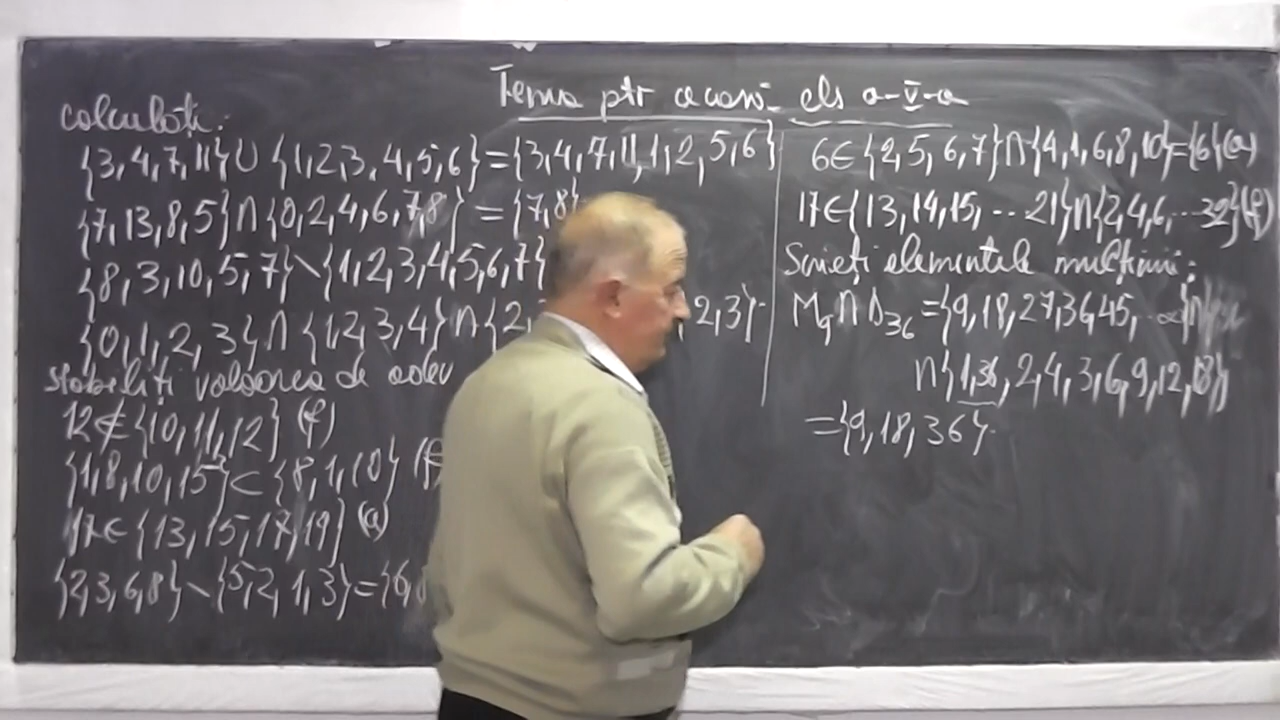 Tema ptr acasă cls a-V-a
calculați:
{3,4,7,11}∪{1,2,3,4,5,6}={3,4,7,11,1,2,5,6}
{7,13,8,5}∩{0,2,4,6,7,8}={7,8}
{8,3,10,5,7}\{1,2,3,4,5,6,7}
{0,1,2,3}∩{1,2,3,4}∩{2, 2,3}.
stabiliți valoarea de adev
12∉{10,11,12} (f)
{1,8,10,15}⊂{8,1,10} (f
17∈{13,15,17,19} (a)
{2,3,6,8}\{5,2,1,3}={6,8
6∈{2,5,6,7}∩{4,1,6,8,10}={6}(a)
17∈{13,14,15,...21}∩{2,4,6,...32}(f)
Scrieți elementele mulțimii:
M9∩D36={9,18,27,36,45,...
∩{1,36,2,4,3,6,9,12,18}
={9,18,36}.